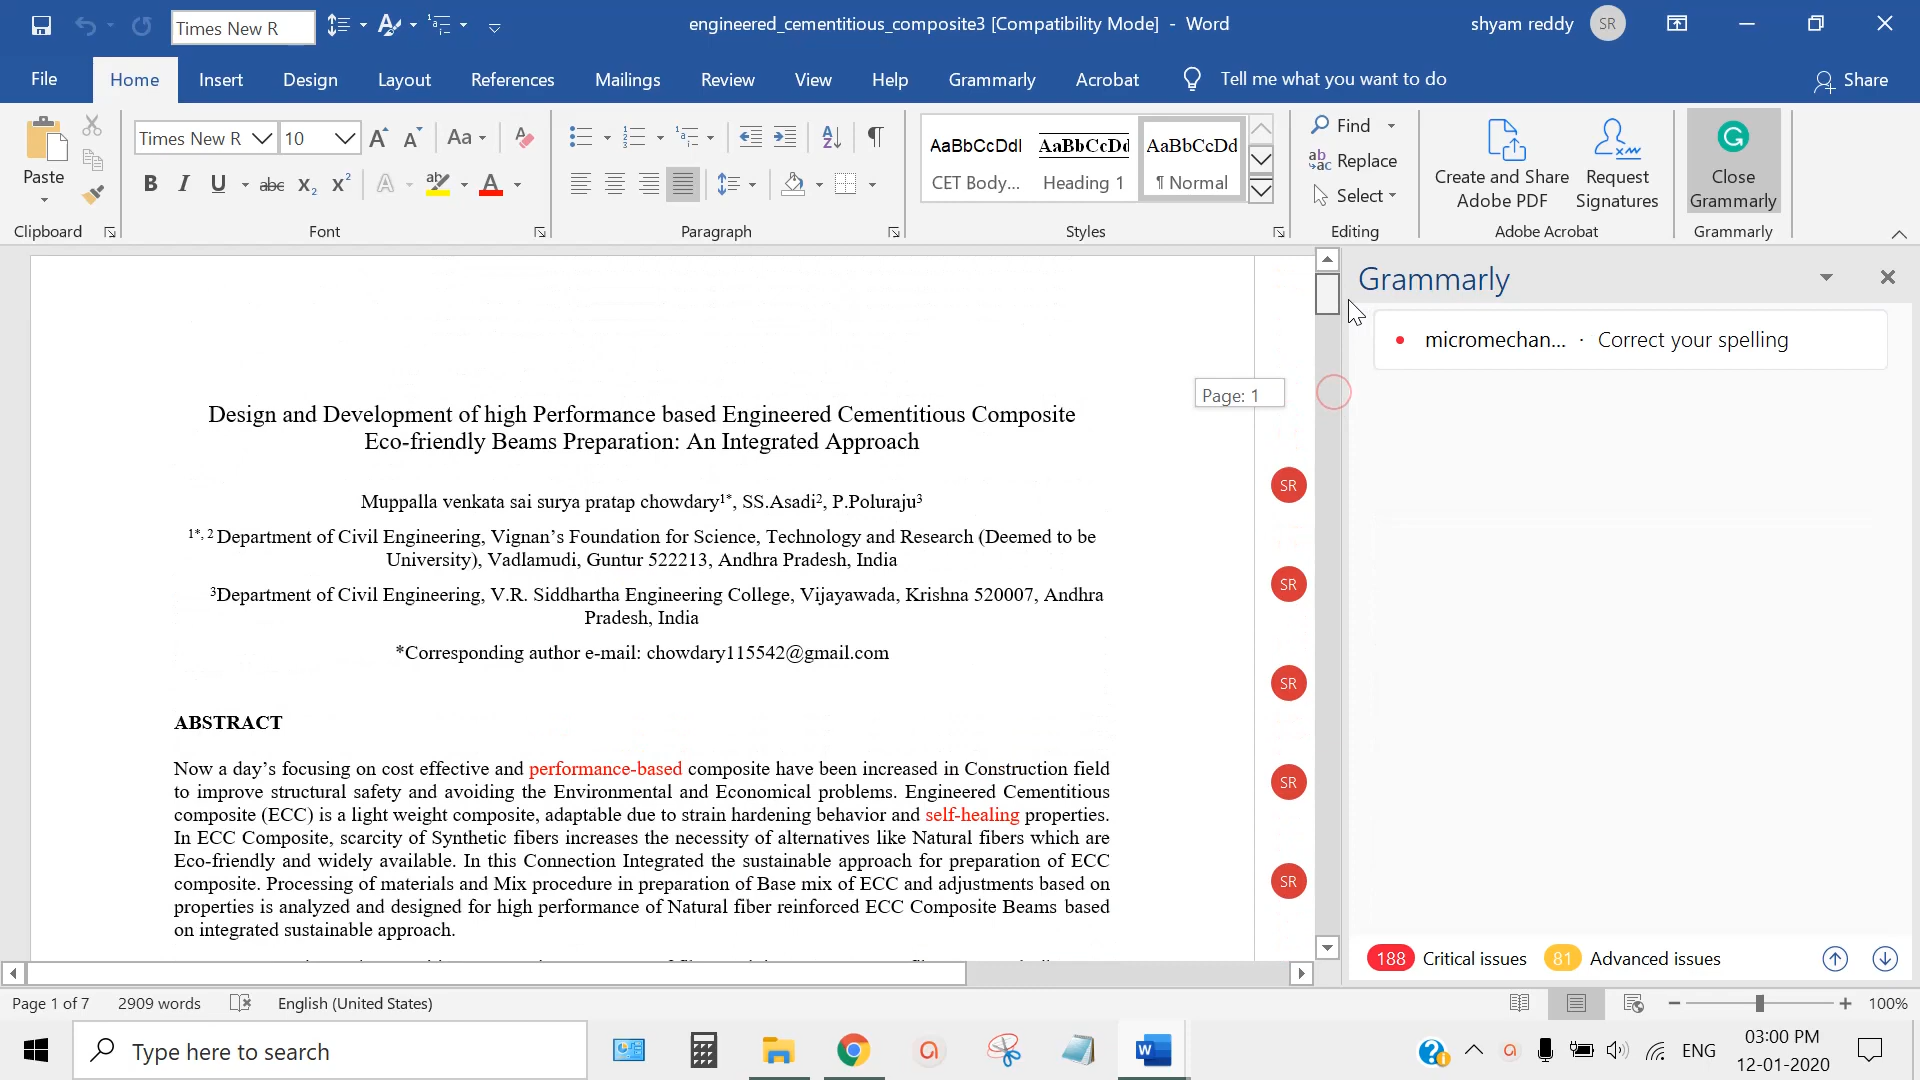 Times New R
engineered_cementitious_composite3 [Compatibility Mode] - Word
shyam reddy
SR
File
Home
Insert
Design
Layout
References
Mailings
Review
View
Help
Grammarly
Acrobat
Tell me what you want to do
Share
Paste
Clipboard
Times New R
10
Aa
B I U abc X₂ X²
A
A
Font
Paragraph
AaBbCcDdI
CET Body...
AaBbCcDd
Heading 1
AaBbCcDd
¶ Normal
Styles
Find
Replace
Select
Editing
Create and Share
Adobe PDF
Request
Signatures
Adobe Acrobat
Close
Grammarly
Grammarly
Design and Development of high Performance based Engineered Cementitious Composite
Eco-friendly Beams Preparation: An Integrated Approach
Muppalla venkata sai surya pratap chowdary¹*, SS.Asadi², P.Poluraju³
¹*, ² Department of Civil Engineering, Vignan’s Foundation for Science, Technology and Research (Deemed to be
University), Vadlamudi, Guntur 522213, Andhra Pradesh, India
³Department of Civil Engineering, V.R. Siddhartha Engineering College, Vijayawada, Krishna 520007, Andhra
Pradesh, India
*Corresponding author e-mail: chowdary115542@gmail.com
ABSTRACT
Now a day’s focusing on cost effective and performance-based composite have been increased in Construction field
to improve structural safety and avoiding the Environmental and Economical problems. Engineered Cementitious
composite (ECC) is a light weight composite, adaptable due to strain hardening behavior and self-healing properties.
In ECC Composite, scarcity of Synthetic fibers increases the necessity of alternatives like Natural fibers which are
Eco-friendly and widely available. In this Connection Integrated the sustainable approach for preparation of ECC
composite. Processing of materials and Mix procedure in preparation of Base mix of ECC and adjustments based on
properties is analyzed and designed for high performance of Natural fiber reinforced ECC Composite Beams based
on integrated sustainable approach.
Page: 1
SR
SR
SR
SR
SR
Grammarly
micromechan... · Correct your spelling
188 Critical issues
81 Advanced issues
Page 1 of 7
2909 words
English (United States)
100%
Type here to search
ENG
03:00 PM
12-01-2020